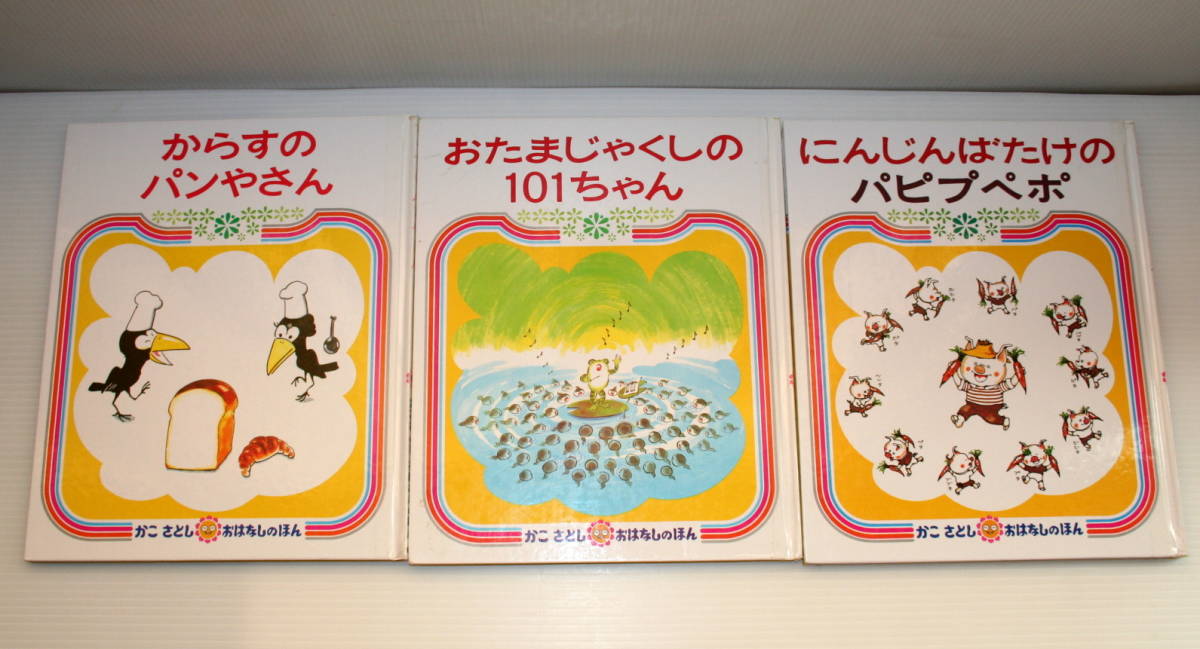 からすの
パンやさん
かこ さとし おはなしのほん
おたまじゃくしの
101ちゃん
かこ さとし おはなしのほん
にんじんばたけの
パピプペポ
かこ さとし おはなしのほん